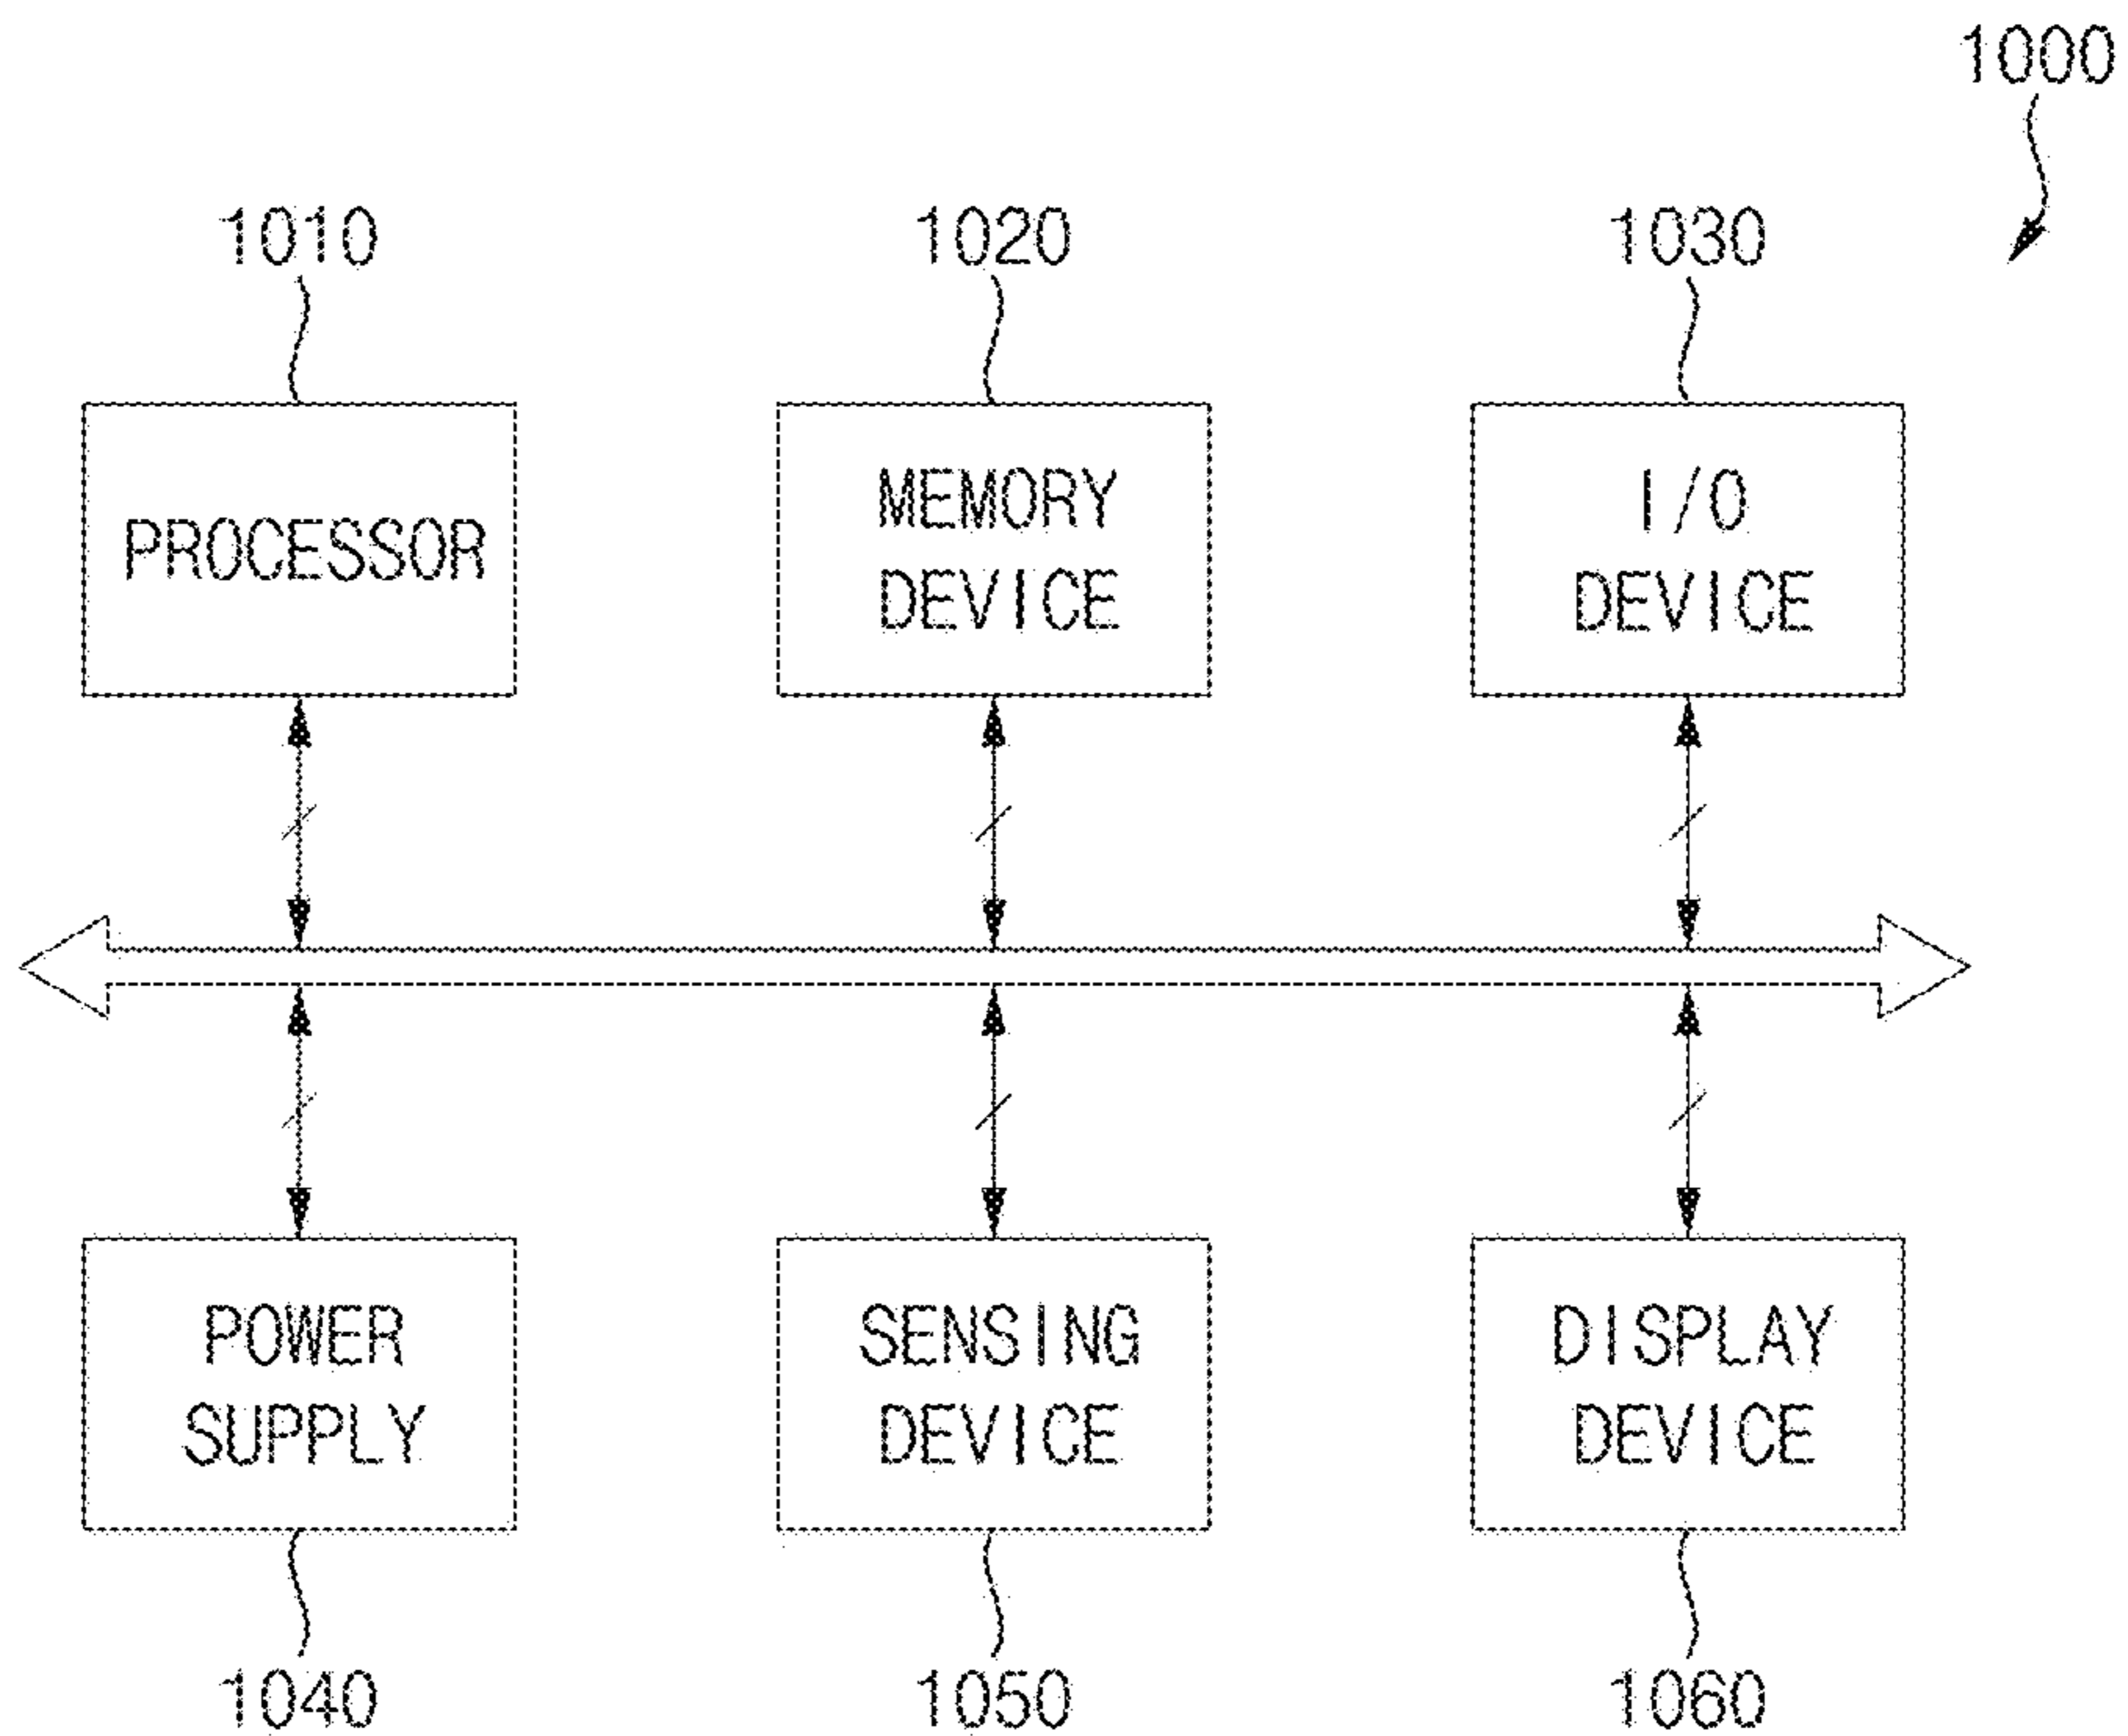 1000
1010
1020
1030
PROCESSOR
MEMORY
DEVICE
I/O
DEVICE
POWER
SUPPLY
SENSING
DEVICE
DISPLAY
DEVICE
1040
1050
1060